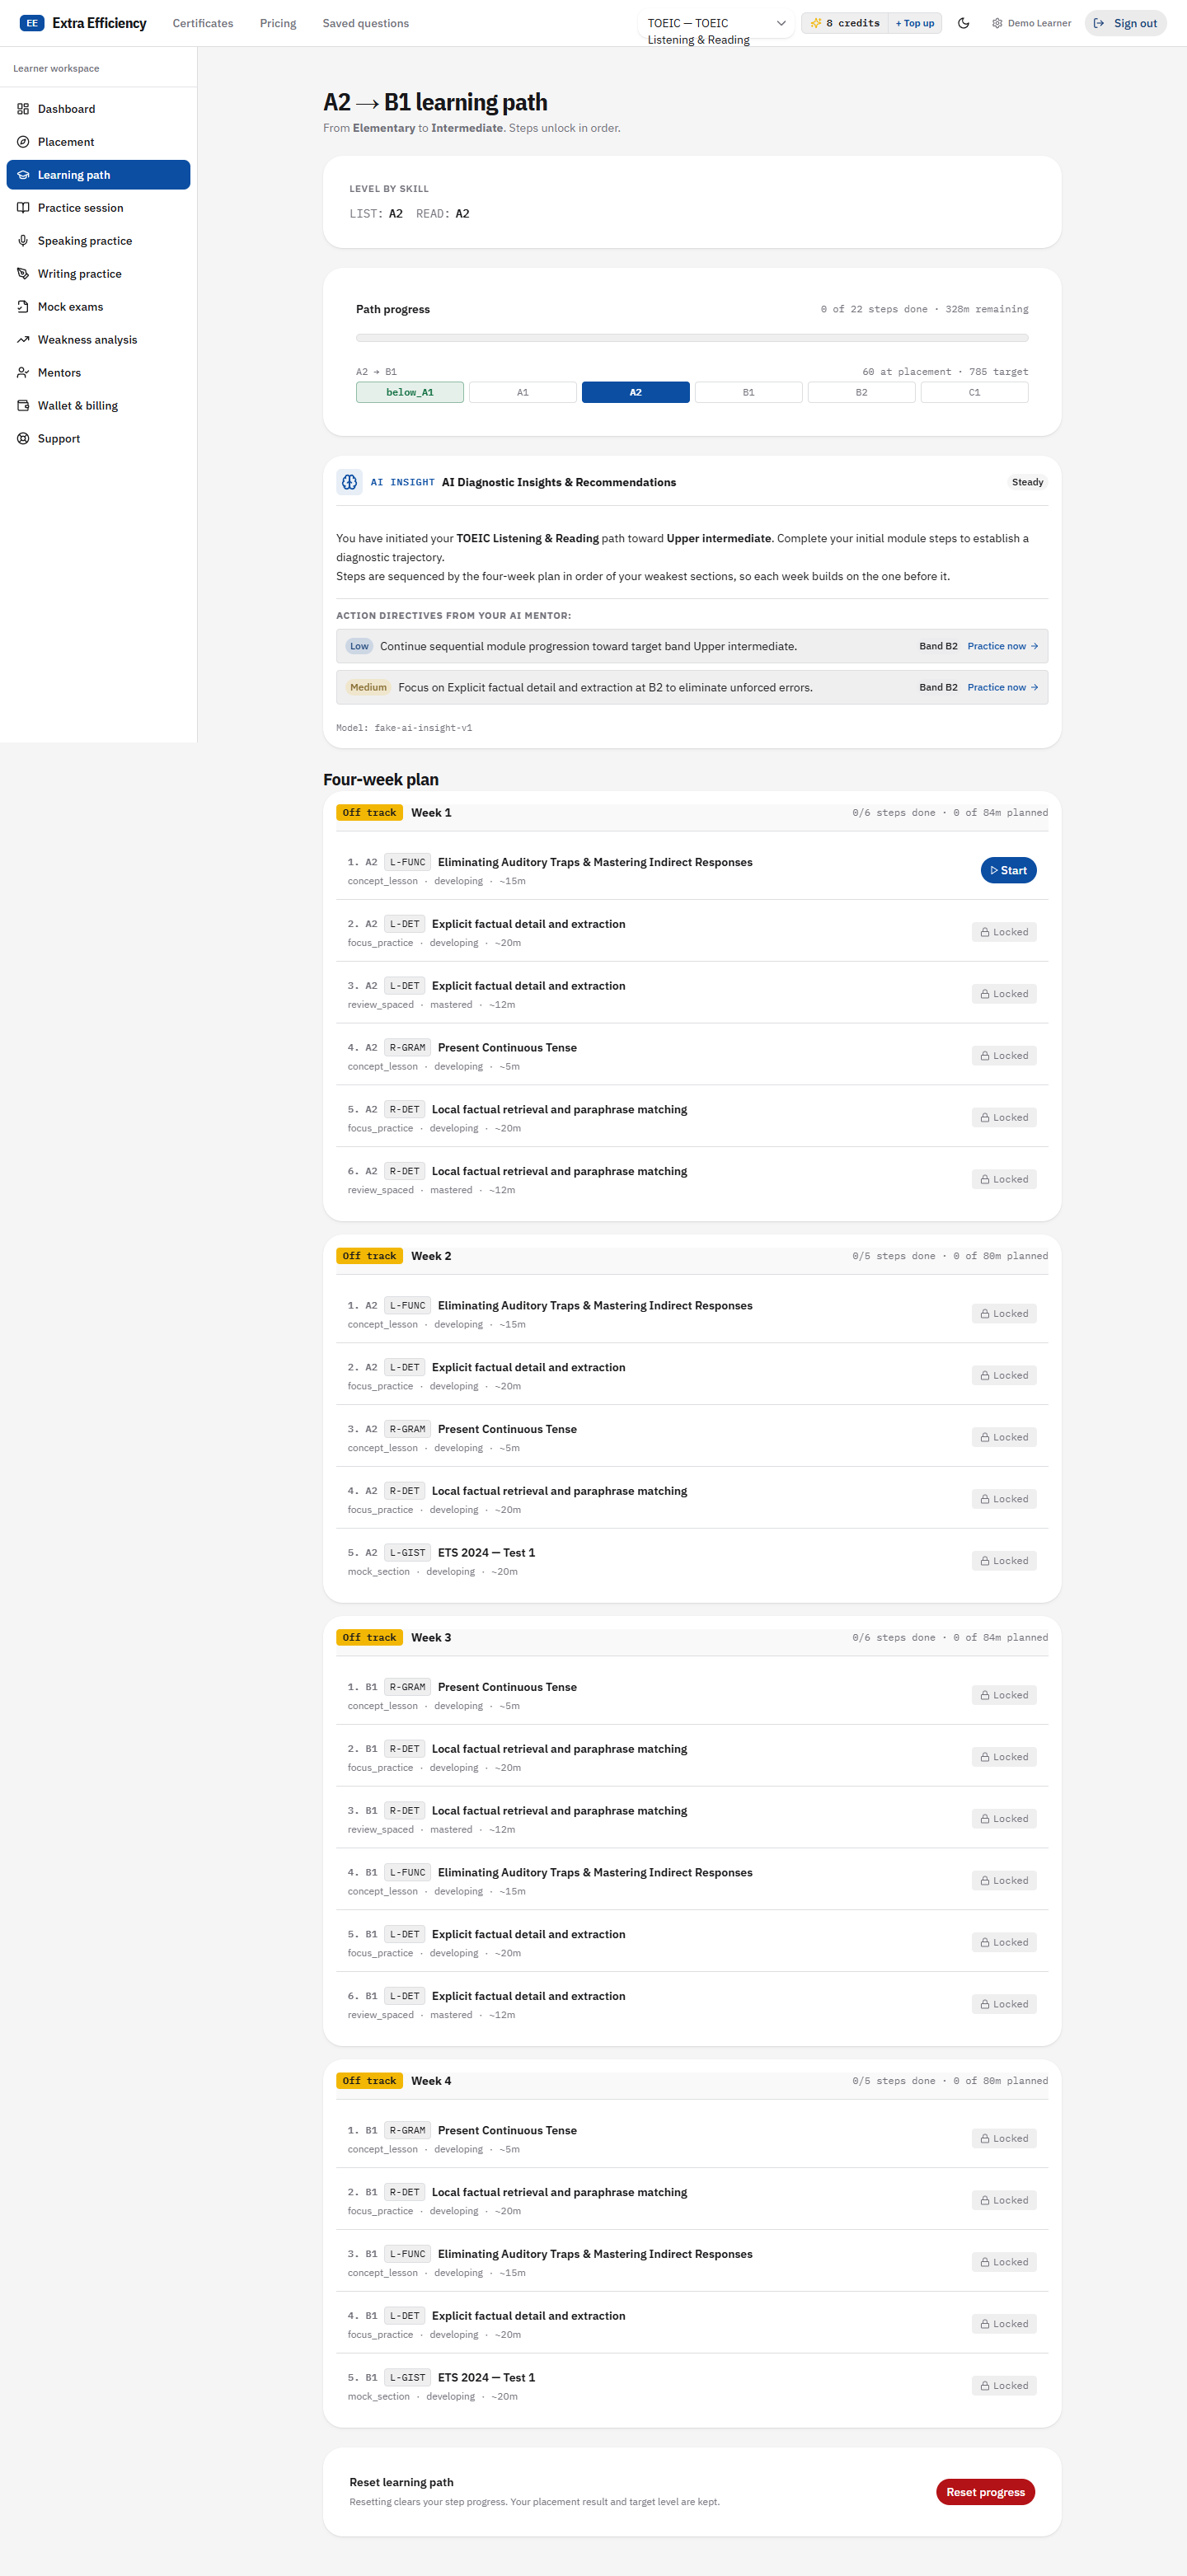 EE Extra Efficiency Certificates Pricing Saved questions TOEIC — TOEIC Listening & Reading 8 credits + Top up Demo Learner Sign out
Learner workspace
Dashboard
Placement
Learning path
Practice session
Speaking practice
Writing practice
Mock exams
Weakness analysis
Mentors
Wallet & billing
Support
A2 → B1 learning path
From Elementary to Intermediate. Steps unlock in order.
LEVEL BY SKILL
LIST: A2 READ: A2
Path progress 0 of 22 steps done · 328m remaining
A2 → B1 60 at placement · 785 target
below_A1 A1 A2 B1 B2 C1
AI INSIGHT AI Diagnostic Insights & Recommendations Steady
You have initiated your TOEIC Listening & Reading path toward Upper intermediate. Complete your initial module steps to establish a
diagnostic trajectory.
Steps are sequenced by the four-week plan in order of your weakest sections, so each week builds on the one before it.
ACTION DIRECTIVES FROM YOUR AI MENTOR:
Low Continue sequential module progression toward target band Upper intermediate. Band B2 Practice now →
Medium Focus on Explicit factual detail and extraction at B2 to eliminate unforced errors. Band B2 Practice now →
Model: fake-ai-insight-v1
Four-week plan
Off track Week 1 0/6 steps done · 0 of 84m planned
1. A2 L-FUNC Eliminating Auditory Traps & Mastering Indirect Responses Start
concept_lesson · developing · ~15m
2. A2 L-DET Explicit factual detail and extraction Locked
focus_practice · developing · ~20m
3. A2 L-DET Explicit factual detail and extraction Locked
review_spaced · mastered · ~12m
4. A2 R-GRAM Present Continuous Tense Locked
concept_lesson · developing · ~5m
5. A2 R-DET Local factual retrieval and paraphrase matching Locked
focus_practice · developing · ~20m
6. A2 R-DET Local factual retrieval and paraphrase matching Locked
review_spaced · mastered · ~12m
Off track Week 2 0/5 steps done · 0 of 80m planned
1. A2 L-FUNC Eliminating Auditory Traps & Mastering Indirect Responses Locked
concept_lesson · developing · ~15m
2. A2 L-DET Explicit factual detail and extraction Locked
focus_practice · developing · ~20m
3. A2 R-GRAM Present Continuous Tense Locked
concept_lesson · developing · ~5m
4. A2 R-DET Local factual retrieval and paraphrase matching Locked
focus_practice · developing · ~20m
5. A2 L-GIST ETS 2024 — Test 1 Locked
mock_section · developing · ~20m
Off track Week 3 0/6 steps done · 0 of 84m planned
1. B1 R-GRAM Present Continuous Tense Locked
concept_lesson · developing · ~5m
2. B1 R-DET Local factual retrieval and paraphrase matching Locked
focus_practice · developing · ~20m
3. B1 R-DET Local factual retrieval and paraphrase matching Locked
review_spaced · mastered · ~12m
4. B1 L-FUNC Eliminating Auditory Traps & Mastering Indirect Responses Locked
concept_lesson · developing · ~15m
5. B1 L-DET Explicit factual detail and extraction Locked
focus_practice · developing · ~20m
6. B1 L-DET Explicit factual detail and extraction Locked
review_spaced · mastered · ~12m
Off track Week 4 0/5 steps done · 0 of 80m planned
1. B1 R-GRAM Present Continuous Tense Locked
concept_lesson · developing · ~5m
2. B1 R-DET Local factual retrieval and paraphrase matching Locked
focus_practice · developing · ~20m
3. B1 L-FUNC Eliminating Auditory Traps & Mastering Indirect Responses Locked
concept_lesson · developing · ~15m
4. B1 L-DET Explicit factual detail and extraction Locked
focus_practice · developing · ~20m
5. B1 L-GIST ETS 2024 — Test 1 Locked
mock_section · developing · ~20m
Reset learning path Reset progress
Resetting clears your step progress. Your placement result and target level are kept.